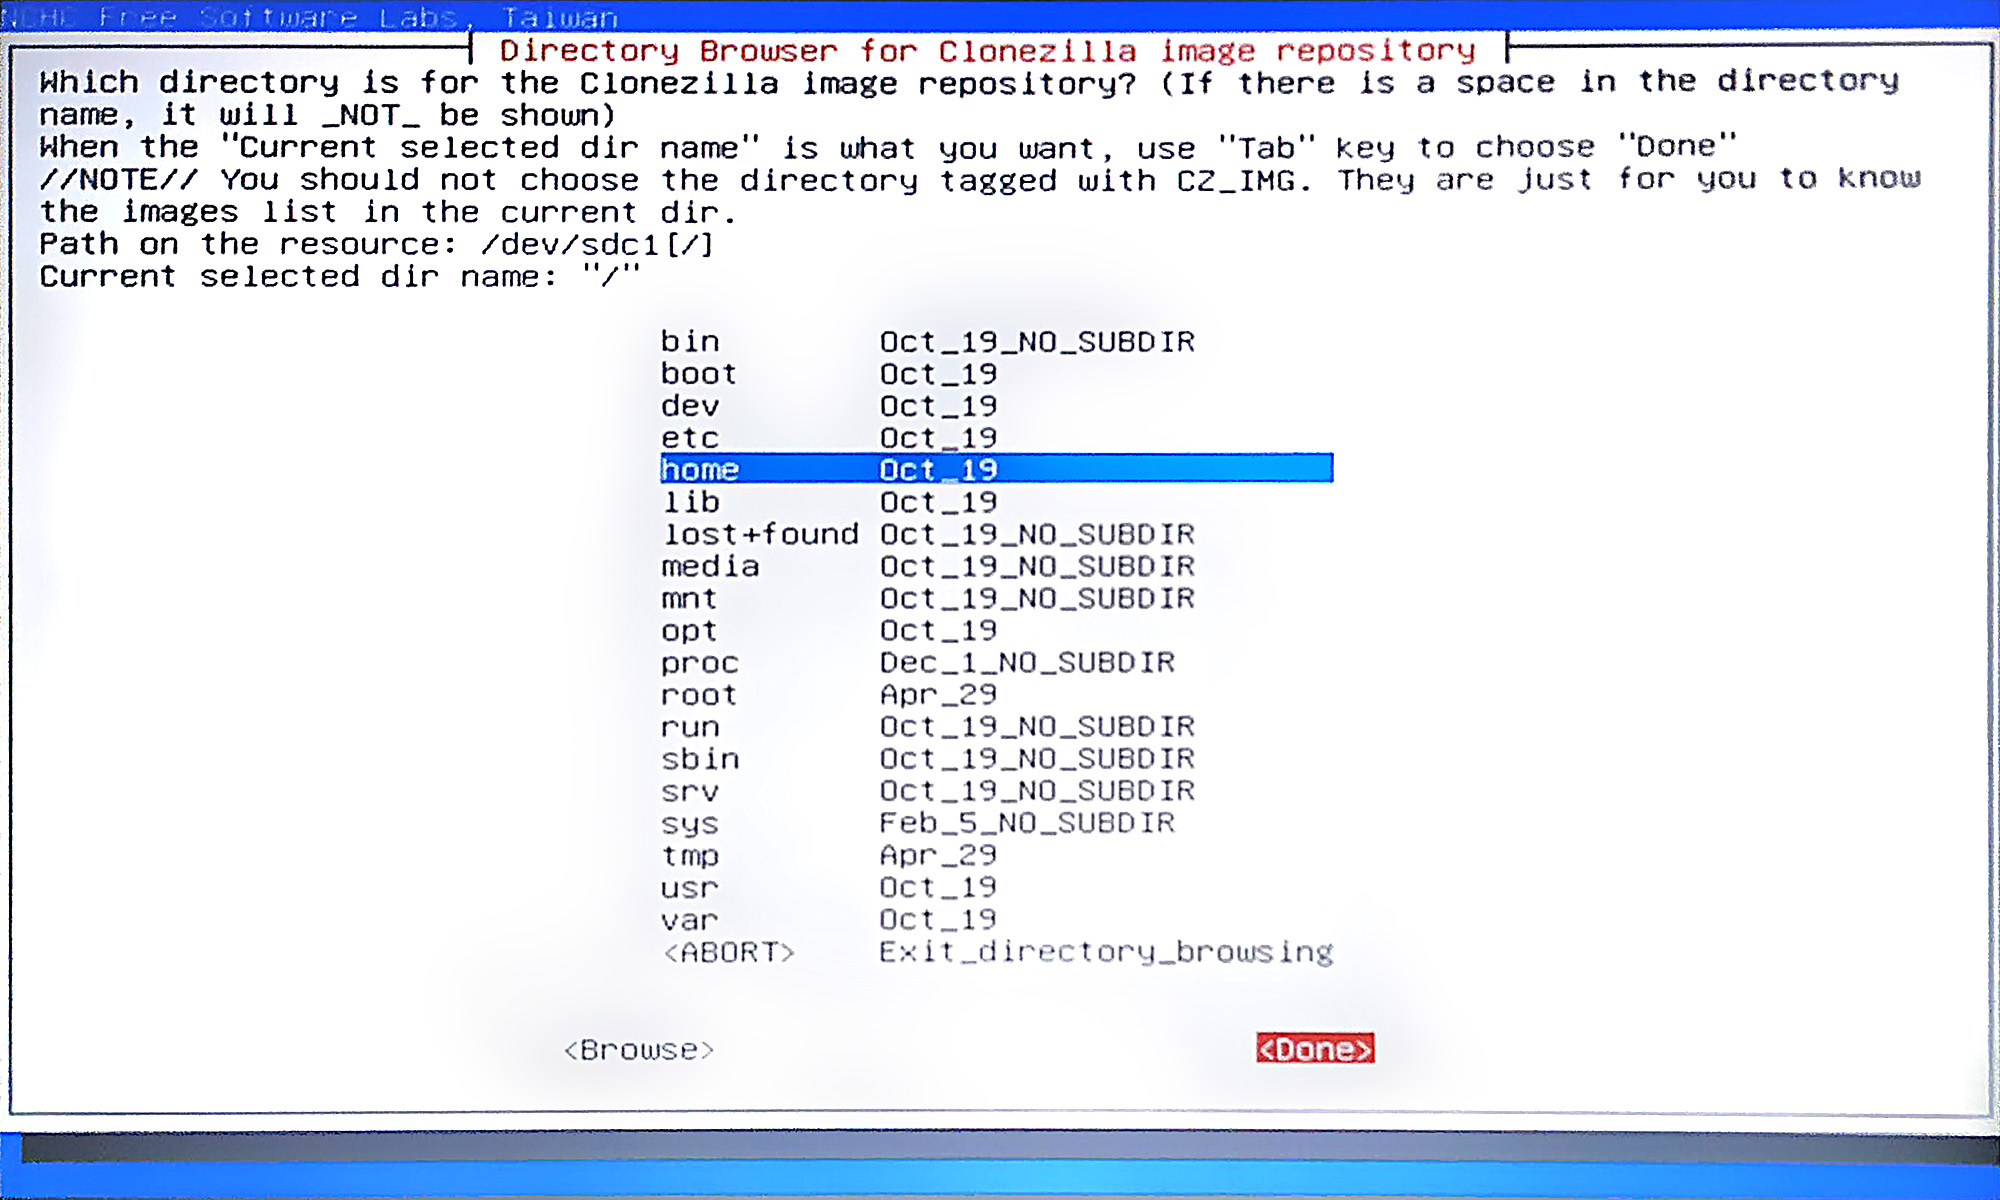 NCHC Free Software Labs, Taiwan
Directory Browser for Clonezilla image repository
Which directory is for the Clonezilla image repository? (If there is a space in the directory
name, it will _NOT_ be shown)
When the "Current selected dir name" is what you want, use "Tab" key to choose "Done"
//NOTE// You should not choose the directory tagged with CZ_IMG. They are just for you to know
the images list in the current dir.
Path on the resource: /dev/sdc1[/]
Current selected dir name: "/"
bin Oct_19_NO_SUBDIR
boot Oct_19
dev Oct_19
etc Oct_19
home Oct_19
lib Oct_19
lost+found Oct_19_NO_SUBDIR
media Oct_19_NO_SUBDIR
mnt Oct_19_NO_SUBDIR
opt Oct_19
proc Dec_1_NO_SUBDIR
root Apr_29
run Oct_19_NO_SUBDIR
sbin Oct_19_NO_SUBDIR
srv Oct_19_NO_SUBDIR
sys Feb_5_NO_SUBDIR
tmp Apr_29
usr Oct_19
var Oct_19
<ABORT> Exit_directory_browsing
<Browse> <Done>